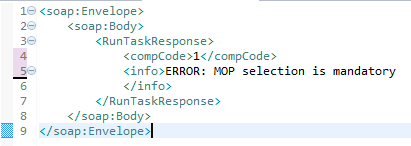 1 <soap:Envelope>
2 <soap:Body>
3 <RunTaskResponse>
4 <compCode>1</compCode>
5 <info>ERROR: MOP selection is mandatory
6 </info>
7 </RunTaskResponse>
8 </soap:Body>
9 </soap:Envelope>